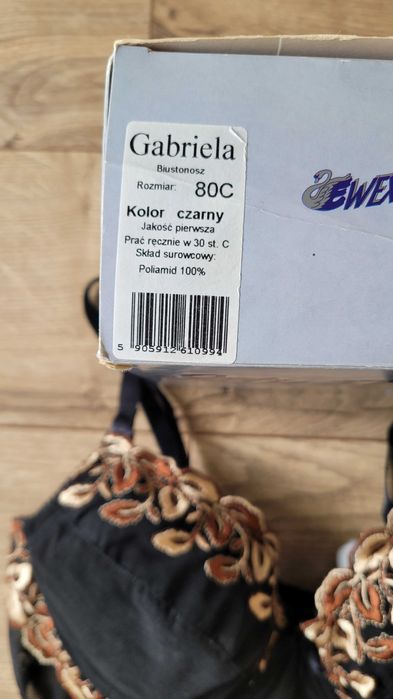 Gabriela
Biustonosz
Rozmiar: 80C
Kolor czarny
Jakość pierwsza
Prać ręcznie w 30 st. C
Skład surowcowy:
Poliamid 100%
5 905912 610994
EWEX